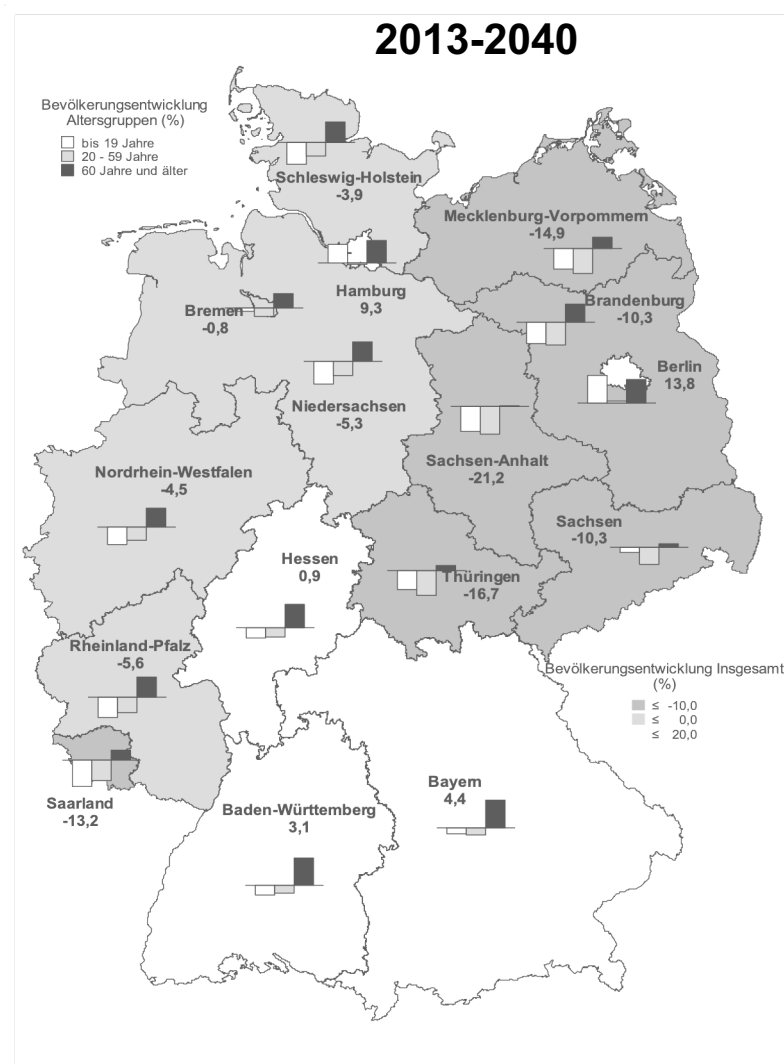 2013-2040
Bevölkerungsentwicklung
Altersgruppen (%)
bis 19 Jahre
20 - 59 Jahre
60 Jahre und älter
Schleswig-Holstein
-3,9
Mecklenburg-Vorpommern
-14,9
Hamburg
9,3
Bremen
-0,8
Brandenburg
-10,3
Berlin
13,8
Niedersachsen
-5,3
Sachsen-Anhalt
-21,2
Nordrhein-Westfalen
-4,5
Sachsen
-10,3
Hessen
0,9
Thüringen
-16,7
Rheinland-Pfalz
-5,6
Bevölkerungsentwicklung Insgesamt
(%)
≤ -10,0
≤ 0,0
≤ 20,0
Saarland
-13,2
Baden-Württemberg
3,1
Bayern
4,4